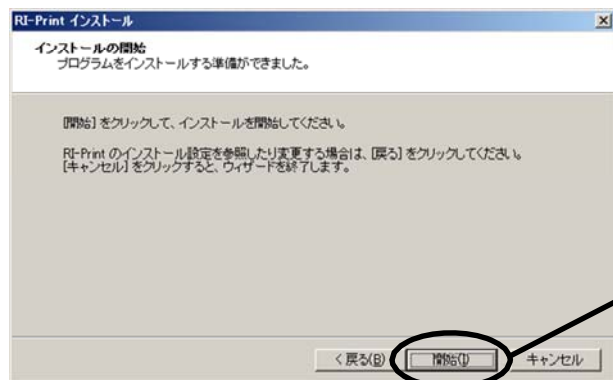 RI-Print インストール
インストールの開始
プログラムをインストールする準備ができました。
[開始] をクリックして、インストールを開始してください。
RI-Print のインストール設定を参照したり変更する場合は、[戻る] をクリックしてください。
[キャンセル] をクリックすると、ウィザードを終了します。
< 戻る(B)
開始(I)
キャンセル